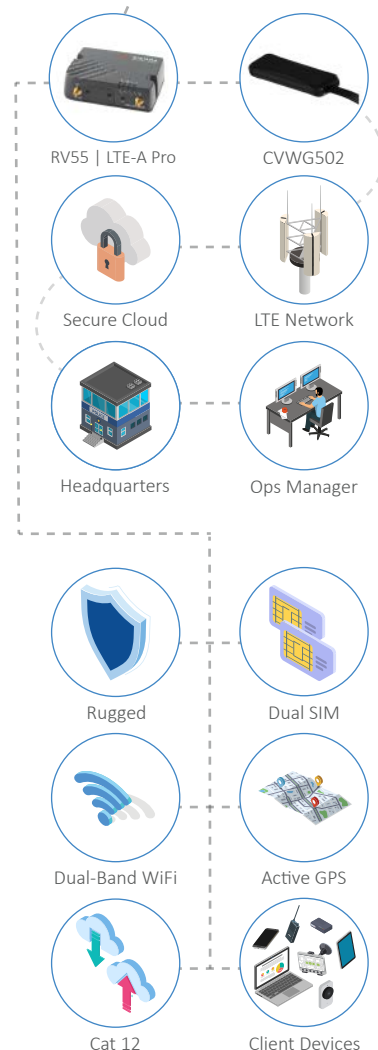 RV55 | LTE-A Pro
CVWG502
Secure Cloud
LTE Network
Headquarters
Ops Manager
Rugged
Dual SIM
Dual-Band WiFi
Active GPS
Cat 12
Client Devices